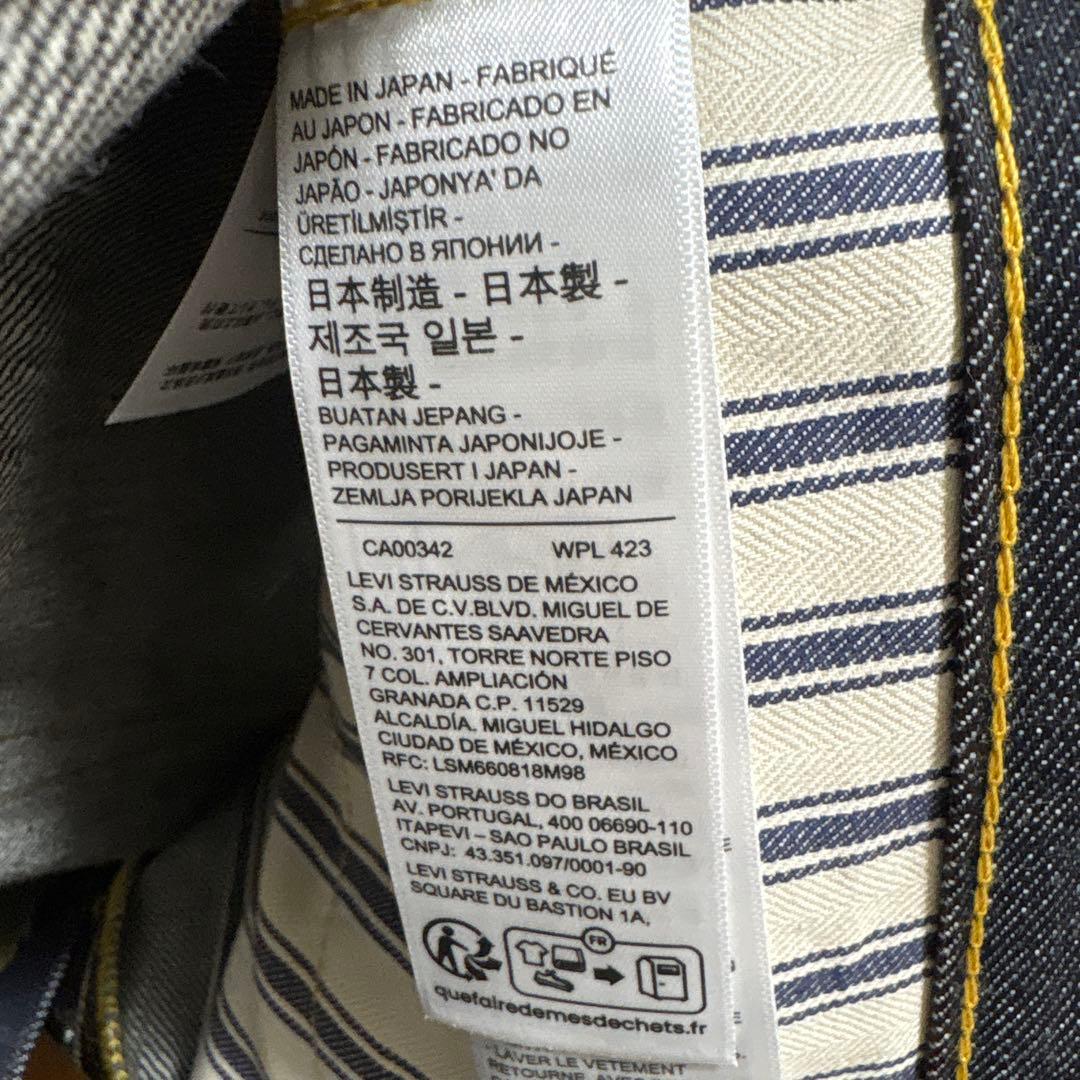 MADE IN JAPAN - FABRIQUÉ
AU JAPON - FABRICADO EN
JAPÓN - FABRICADO NO
JAPÃO - JAPONYA' DA
ÜRETİLMİŞTİR -
СДЕЛАНО В ЯПОНИИ -
日本制造 - 日本製 -
제조국 일본 -
日本製 -
BUATAN JEPANG -
PAGAMINTA JAPONIJOJE -
PRODUSERT I JAPAN -
ZEMLJA PORIJEKLA JAPAN
CA00342 WPL 423
LEVI STRAUSS DE MÉXICO
S.A. DE C.V.BLVD. MIGUEL DE
CERVANTES SAAVEDRA
NO. 301, TORRE NORTE PISO
7 COL. AMPLIACIÓN
GRANADA C.P. 11529
ALCALDÍA. MIGUEL HIDALGO
CIUDAD DE MÉXICO, MÉXICO
RFC: LSM660818M98
LEVI STRAUSS DO BRASIL
AV. PORTUGAL, 400 06690-110
ITAPEVI – SAO PAULO BRASIL
CNPJ: 43.351.097/0001-90
LEVI STRAUSS & CO. EU BV
SQUARE DU BASTION 1A,
FR
quefairedemesdechets.fr
LAVER LE VETEMENT